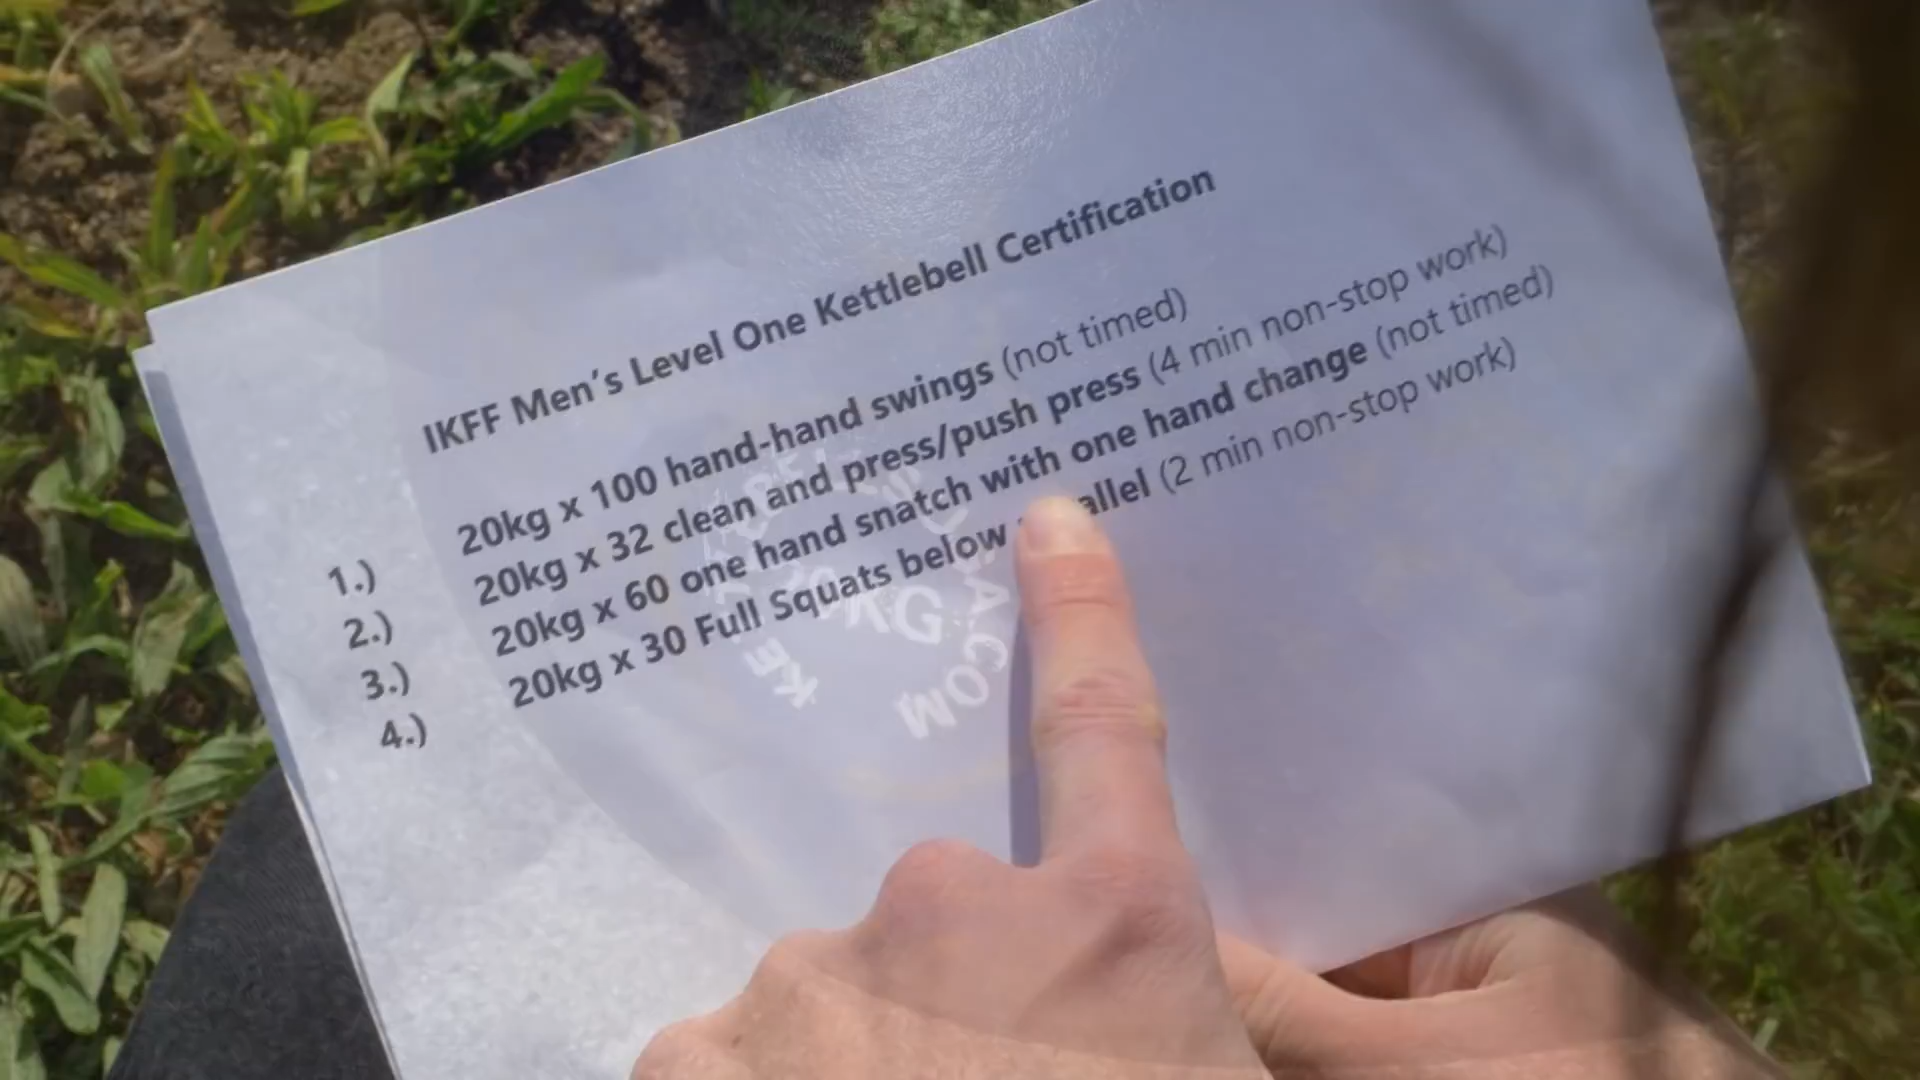 IKFF Men's Level One Kettlebell Certification
1.) 20kg x 100 hand-hand swings (not timed)
2.) 20kg x 32 clean and press/push press (4 min non-stop work)
3.) 20kg x 60 one hand snatch with one hand change (not timed)
4.) 20kg x 30 Full Squats below (2 min non-stop work)
KG
.COM